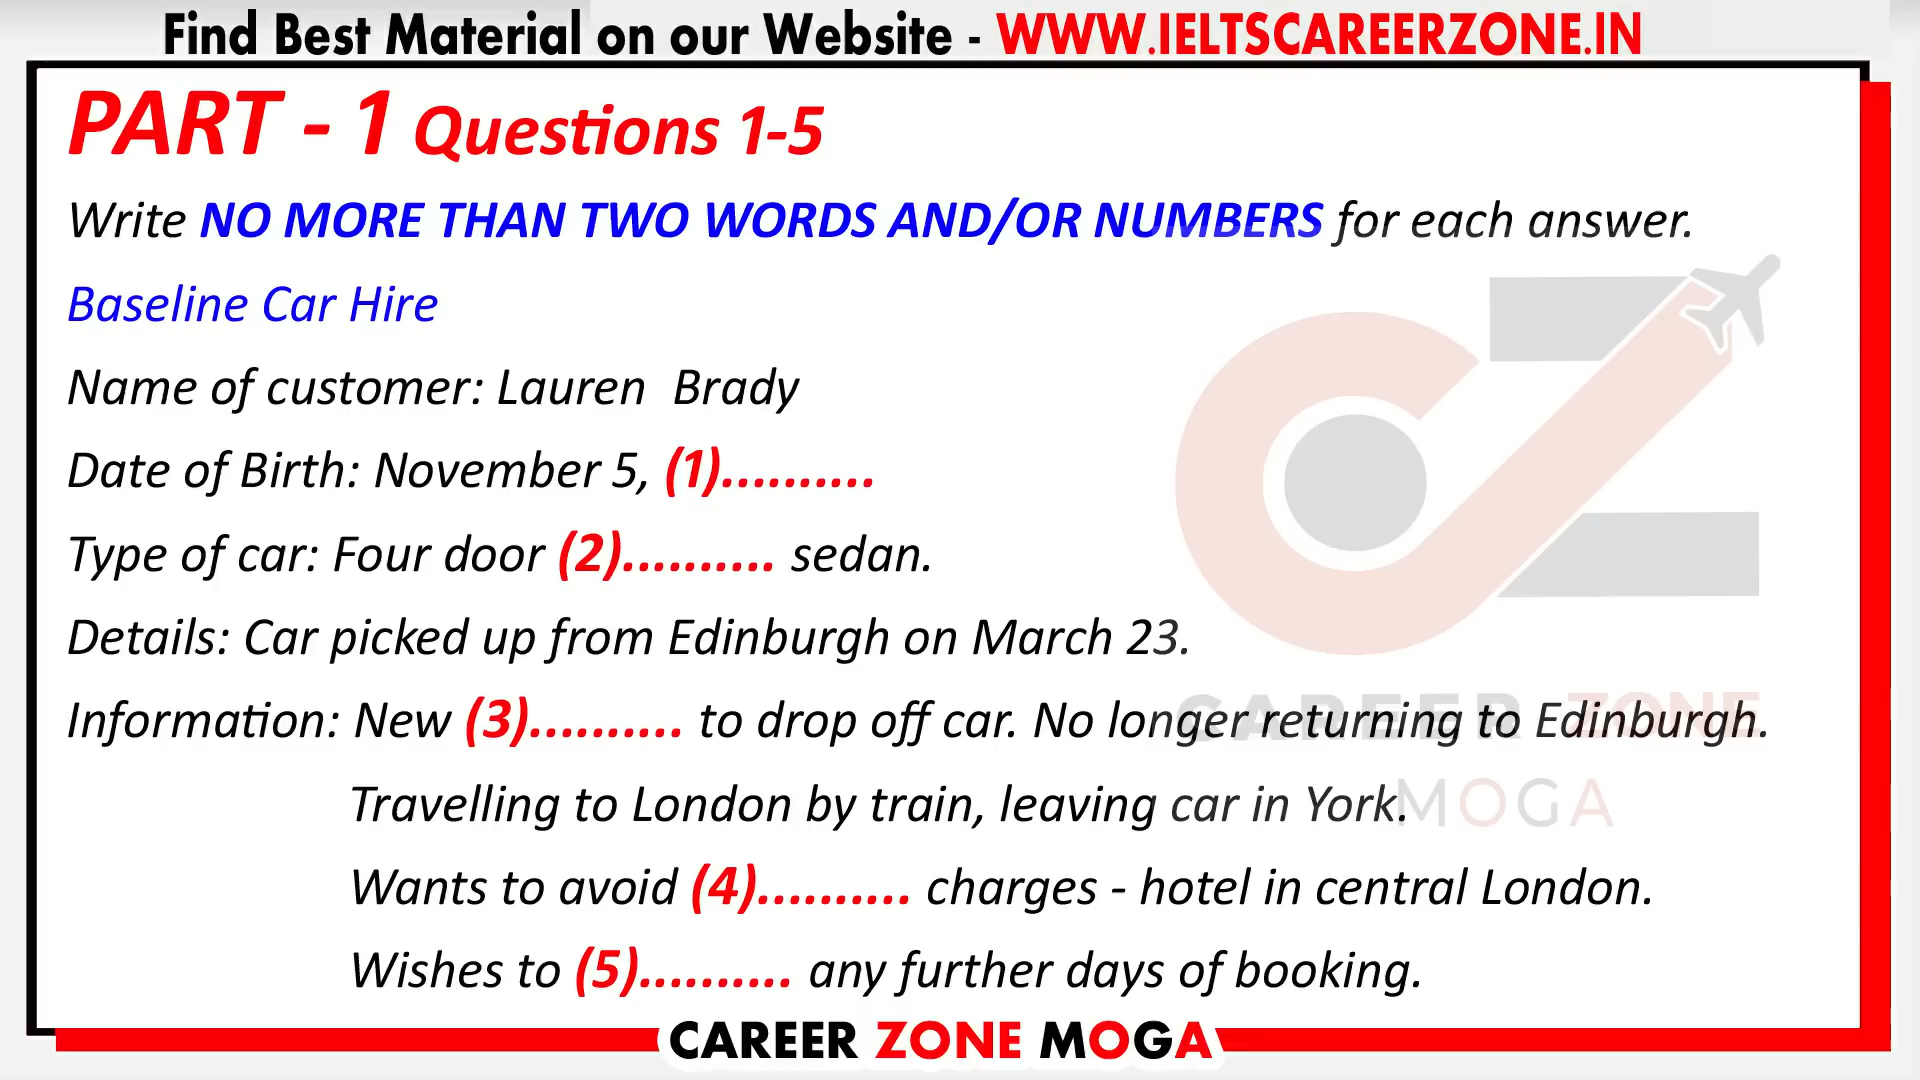 Find Best Material on our Website - WWW.IELTSCAREERZONE.IN
PART - 1 Questions 1-5
Write NO MORE THAN TWO WORDS AND/OR NUMBERS for each answer.
Baseline Car Hire
Name of customer: Lauren  Brady
Date of Birth: November 5, (1)..........
Type of car: Four door (2).......... sedan.
Details: Car picked up from Edinburgh on March 23.
Information: New (3).......... to drop off car. No longer returning to Edinburgh.
Travelling to London by train, leaving car in York.
Wants to avoid (4).......... charges - hotel in central London.
Wishes to (5).......... any further days of booking.
CAREER ZONE
MOGA
CAREER ZONE MOGA